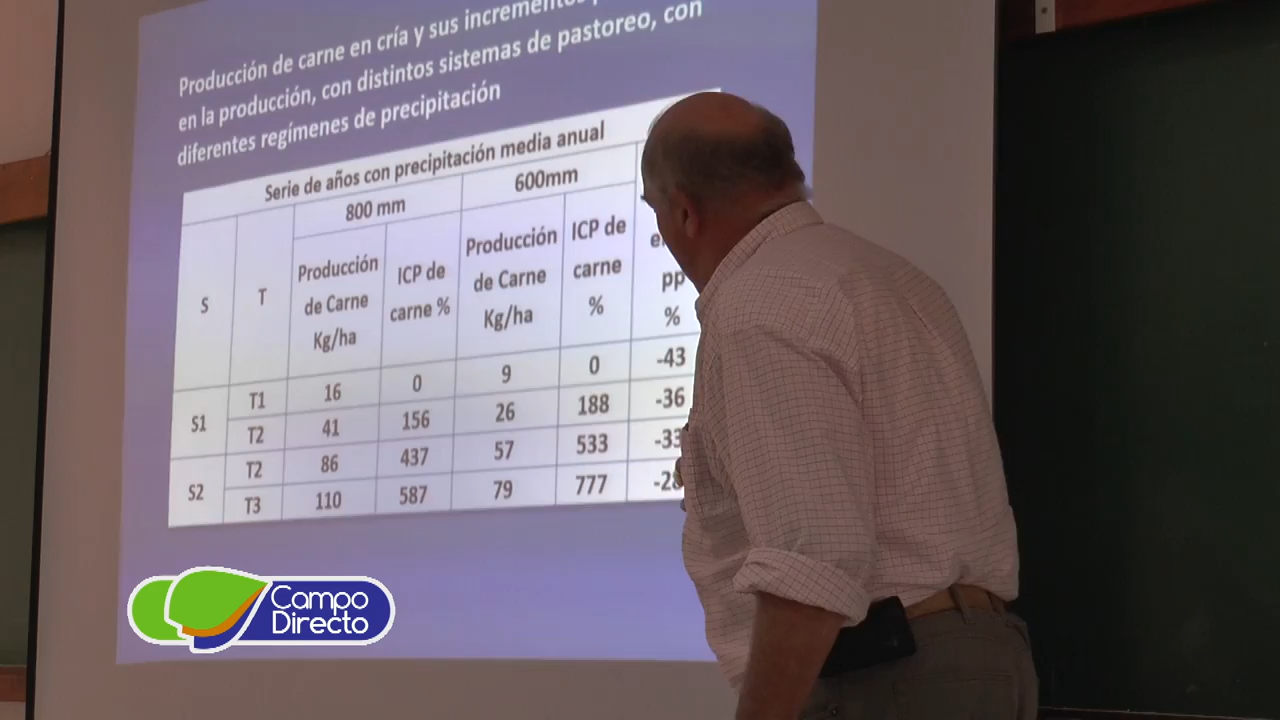 Producción de carne en cría y sus incrementos
en la producción, con distintos sistemas de pastoreo, con
diferentes regímenes de precipitación
Serie de años con precipitación media anual
800 mm 600mm
S T Producción de Carne Kg/ha ICP de carne % Producción de Carne Kg/ha ICP de carne % pp %
S1 T1 16 0 9 0 -43
T2 41 156 26 188 -36
S2 T2 86 437 57 533 -33
T3 110 587 79 777
Campo
Directo